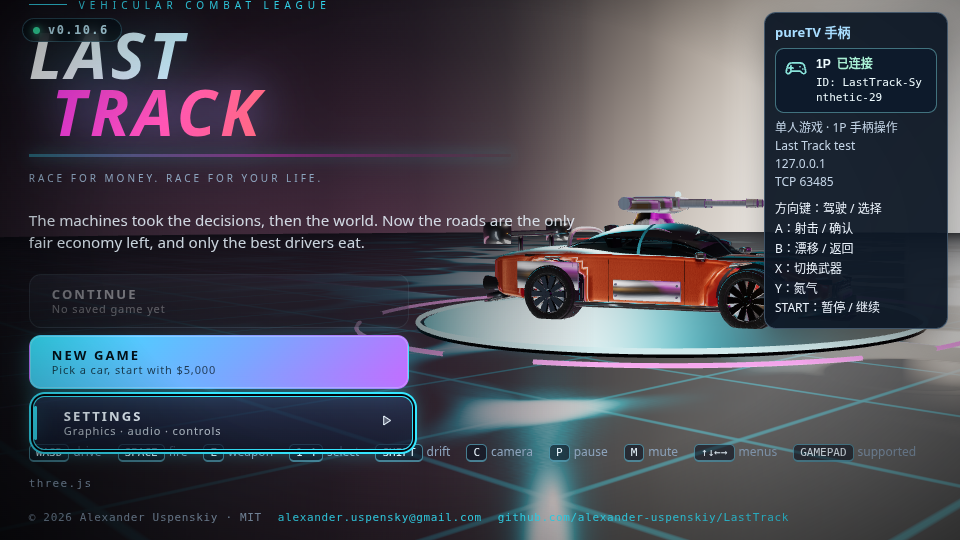 VEHICULAR COMBAT LEAGUE
v0.10.6
LAST
TRACK
RACE FOR MONEY. RACE FOR YOUR LIFE.
The machines took the decisions, then the world. Now the roads are the only
fair economy left, and only the best drivers eat.
CONTINUE
No saved game yet
NEW GAME
Pick a car, start with $5,000
SETTINGS
Graphics · audio · controls
drift C camera P pause M mute ↑↓←→ menus GAMEPAD supported
three.js
© 2026 Alexander Uspenskiy · MIT alexander.uspensky@gmail.com github.com/alexander-uspenskiy/LastTrack
pureTV 手柄
1P 已连接
ID: LastTrack-Sy
nthetic-29
单人游戏 · 1P 手柄操作
Last Track test
127.0.0.1
TCP 63485
方向键：驾驶 / 选择
A：射击 / 确认
B：漂移 / 返回
X：切换武器
Y：氮气
START：暂停 / 继续